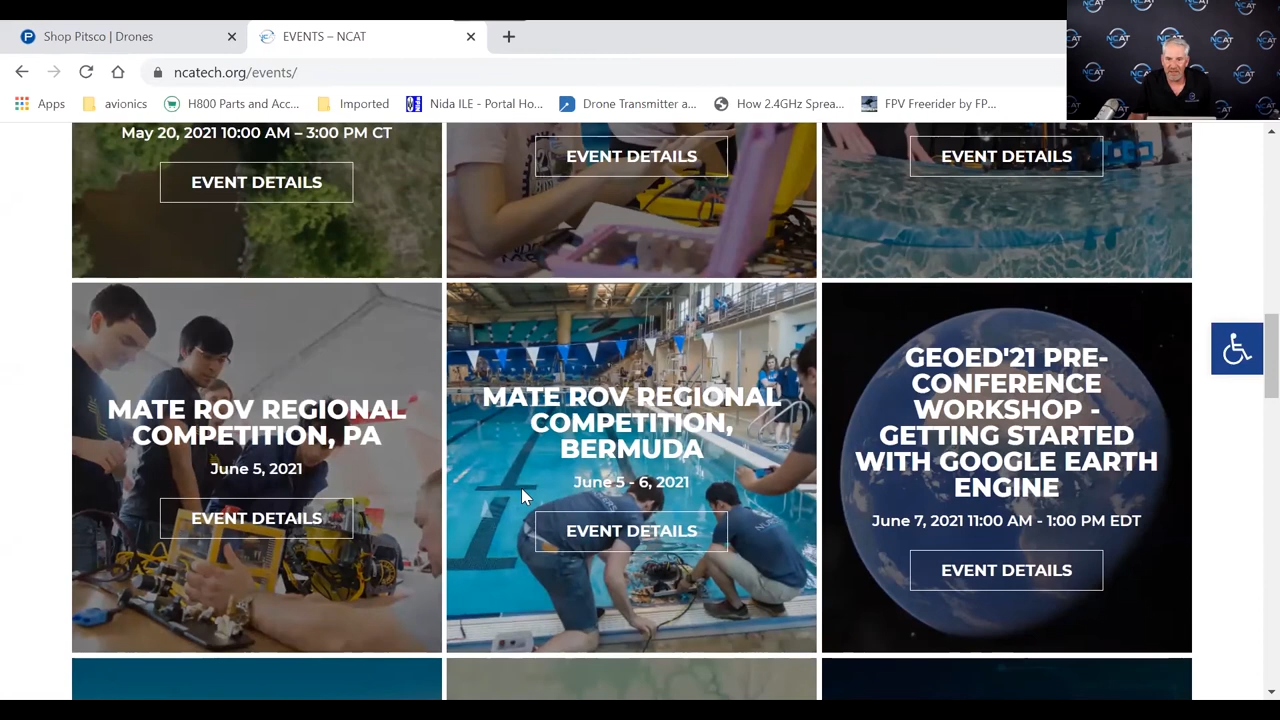 Shop Pitsco | Drones
EVENTS – NCAT
ncatech.org/events/
Apps
avionics
H800 Parts and Acc...
Imported
Nida ILE - Portal Ho...
Drone Transmitter a...
How 2.4GHz Sprea...
FPV Freerider by FP...
NCAT
May 20, 2021 10:00 AM – 3:00 PM CT
EVENT DETAILS
EVENT DETAILS
EVENT DETAILS
MATE ROV REGIONAL
COMPETITION, PA
June 5, 2021
EVENT DETAILS
MATE ROV REGIONAL
COMPETITION,
BERMUDA
June 5 - 6, 2021
EVENT DETAILS
GEOED'21 PRE-
CONFERENCE
WORKSHOP -
GETTING STARTED
WITH GOOGLE EARTH
ENGINE
June 7, 2021 11:00 AM - 1:00 PM EDT
EVENT DETAILS